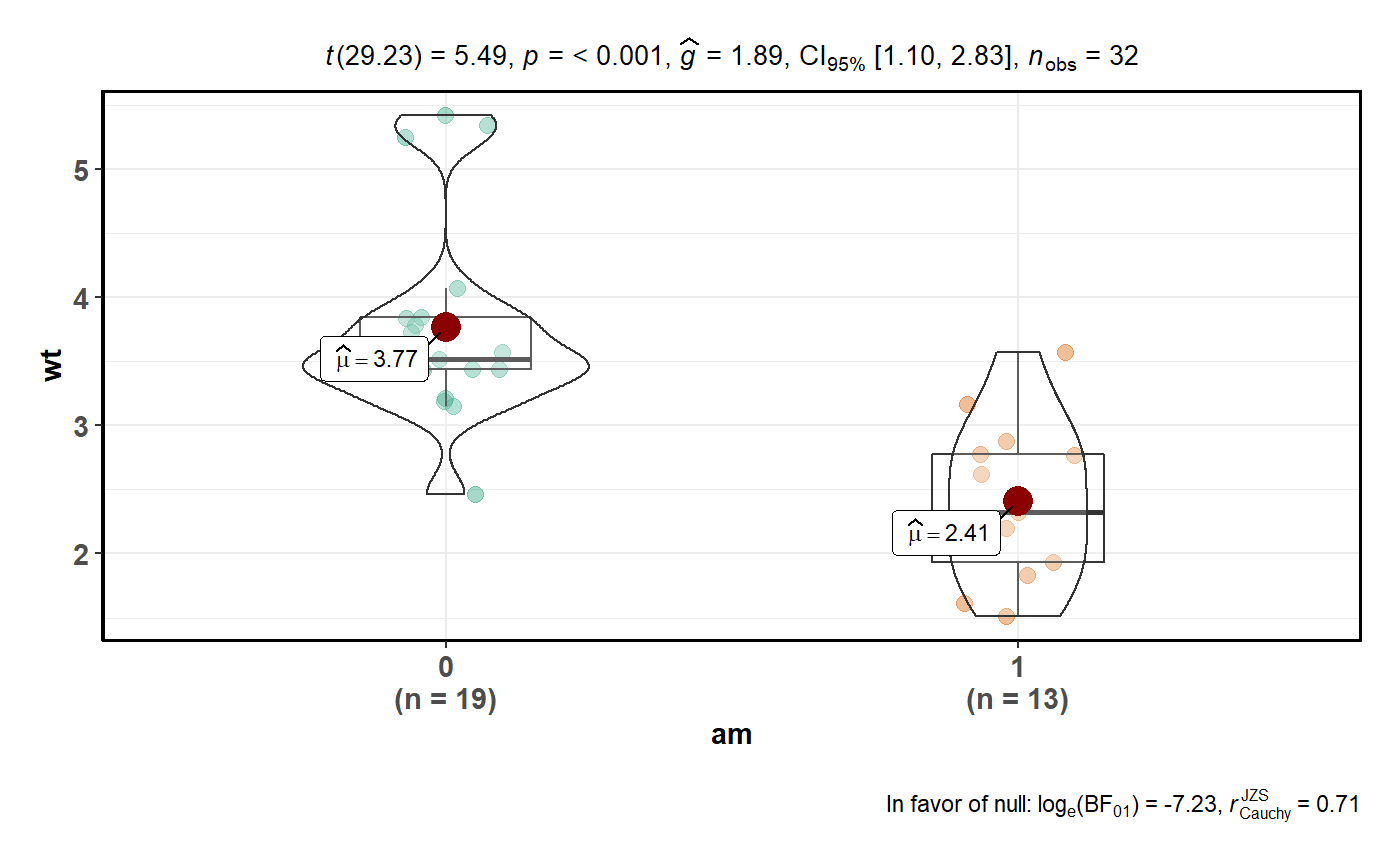 t(29.23) = 5.49, p = < 0.001, ĝ = 1.89, CI95% [1.10, 2.83], nobs = 32
wt
5
4
3
2
μ̂ = 3.77
μ̂ = 2.41
0 1
(n = 19) (n = 13)
am
In favor of null: loge(BF01) = -7.23, rJZSCauchy = 0.71